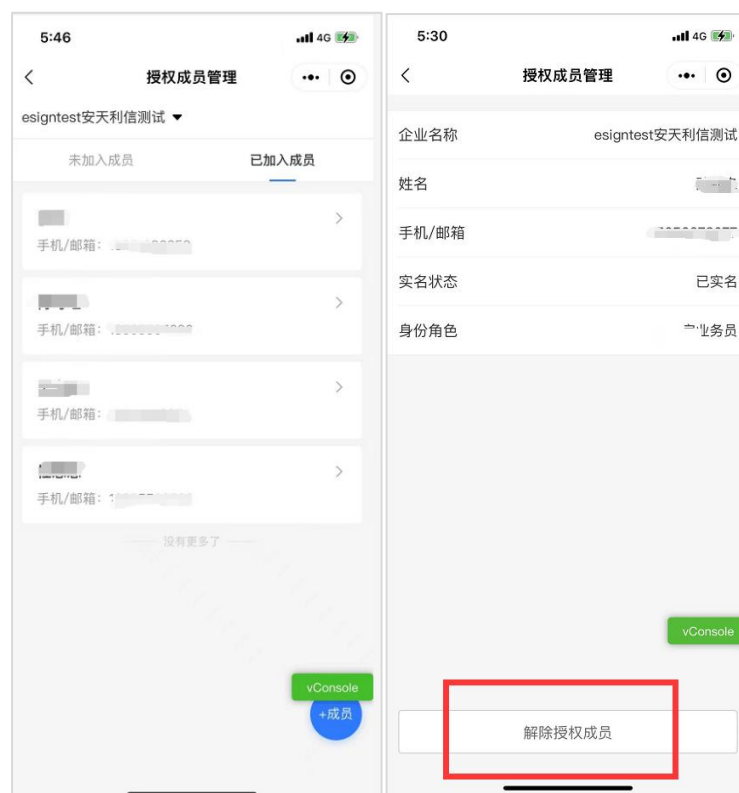 5:46
4G
授权成员管理
esigntest安天利信测试
未加入成员
已加入成员
手机/邮箱：
手机/邮箱：
手机/邮箱：
手机/邮箱：
没有更多了
vConsole
+成员
5:30
4G
授权成员管理
企业名称
esigntest安天利信测试
姓名
手机/邮箱
实名状态
已实名
身份角色
业务员
vConsole
解除授权成员